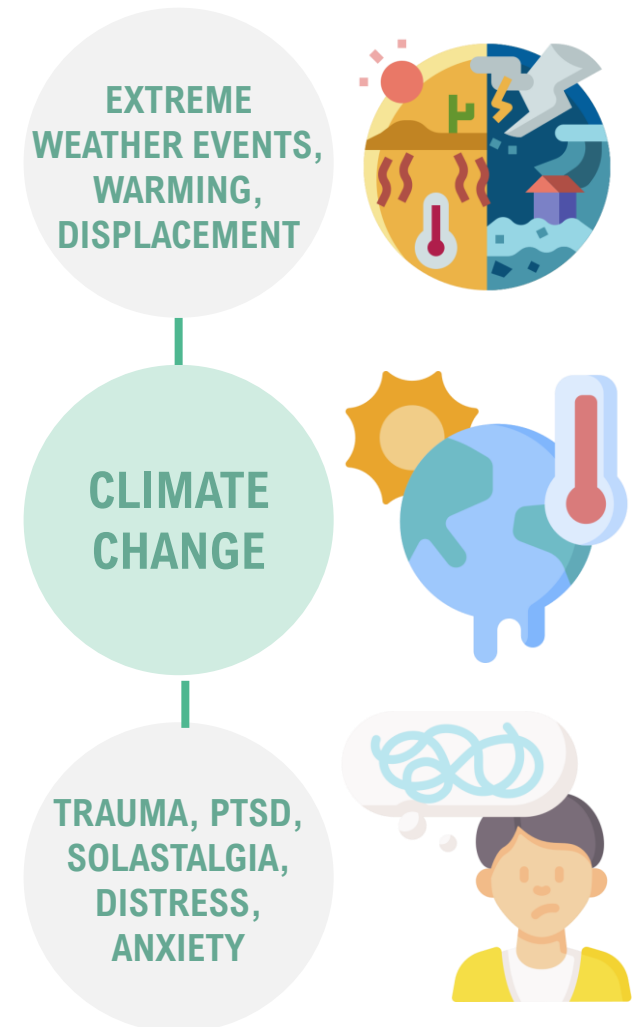 EXTREME
WEATHER EVENTS,
WARMING,
DISPLACEMENT
CLIMATE
CHANGE
TRAUMA, PTSD,
SOLASTALGIA,
DISTRESS,
ANXIETY